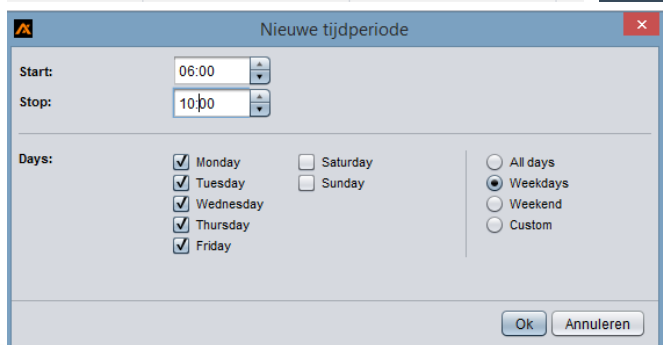 Nieuwe tijdperiode
Start: 06:00
Stop: 10:00
Days:
Monday Saturday All days
Tuesday Sunday Weekdays
Wednesday Weekend
Thursday Custom
Friday
Ok Annuleren